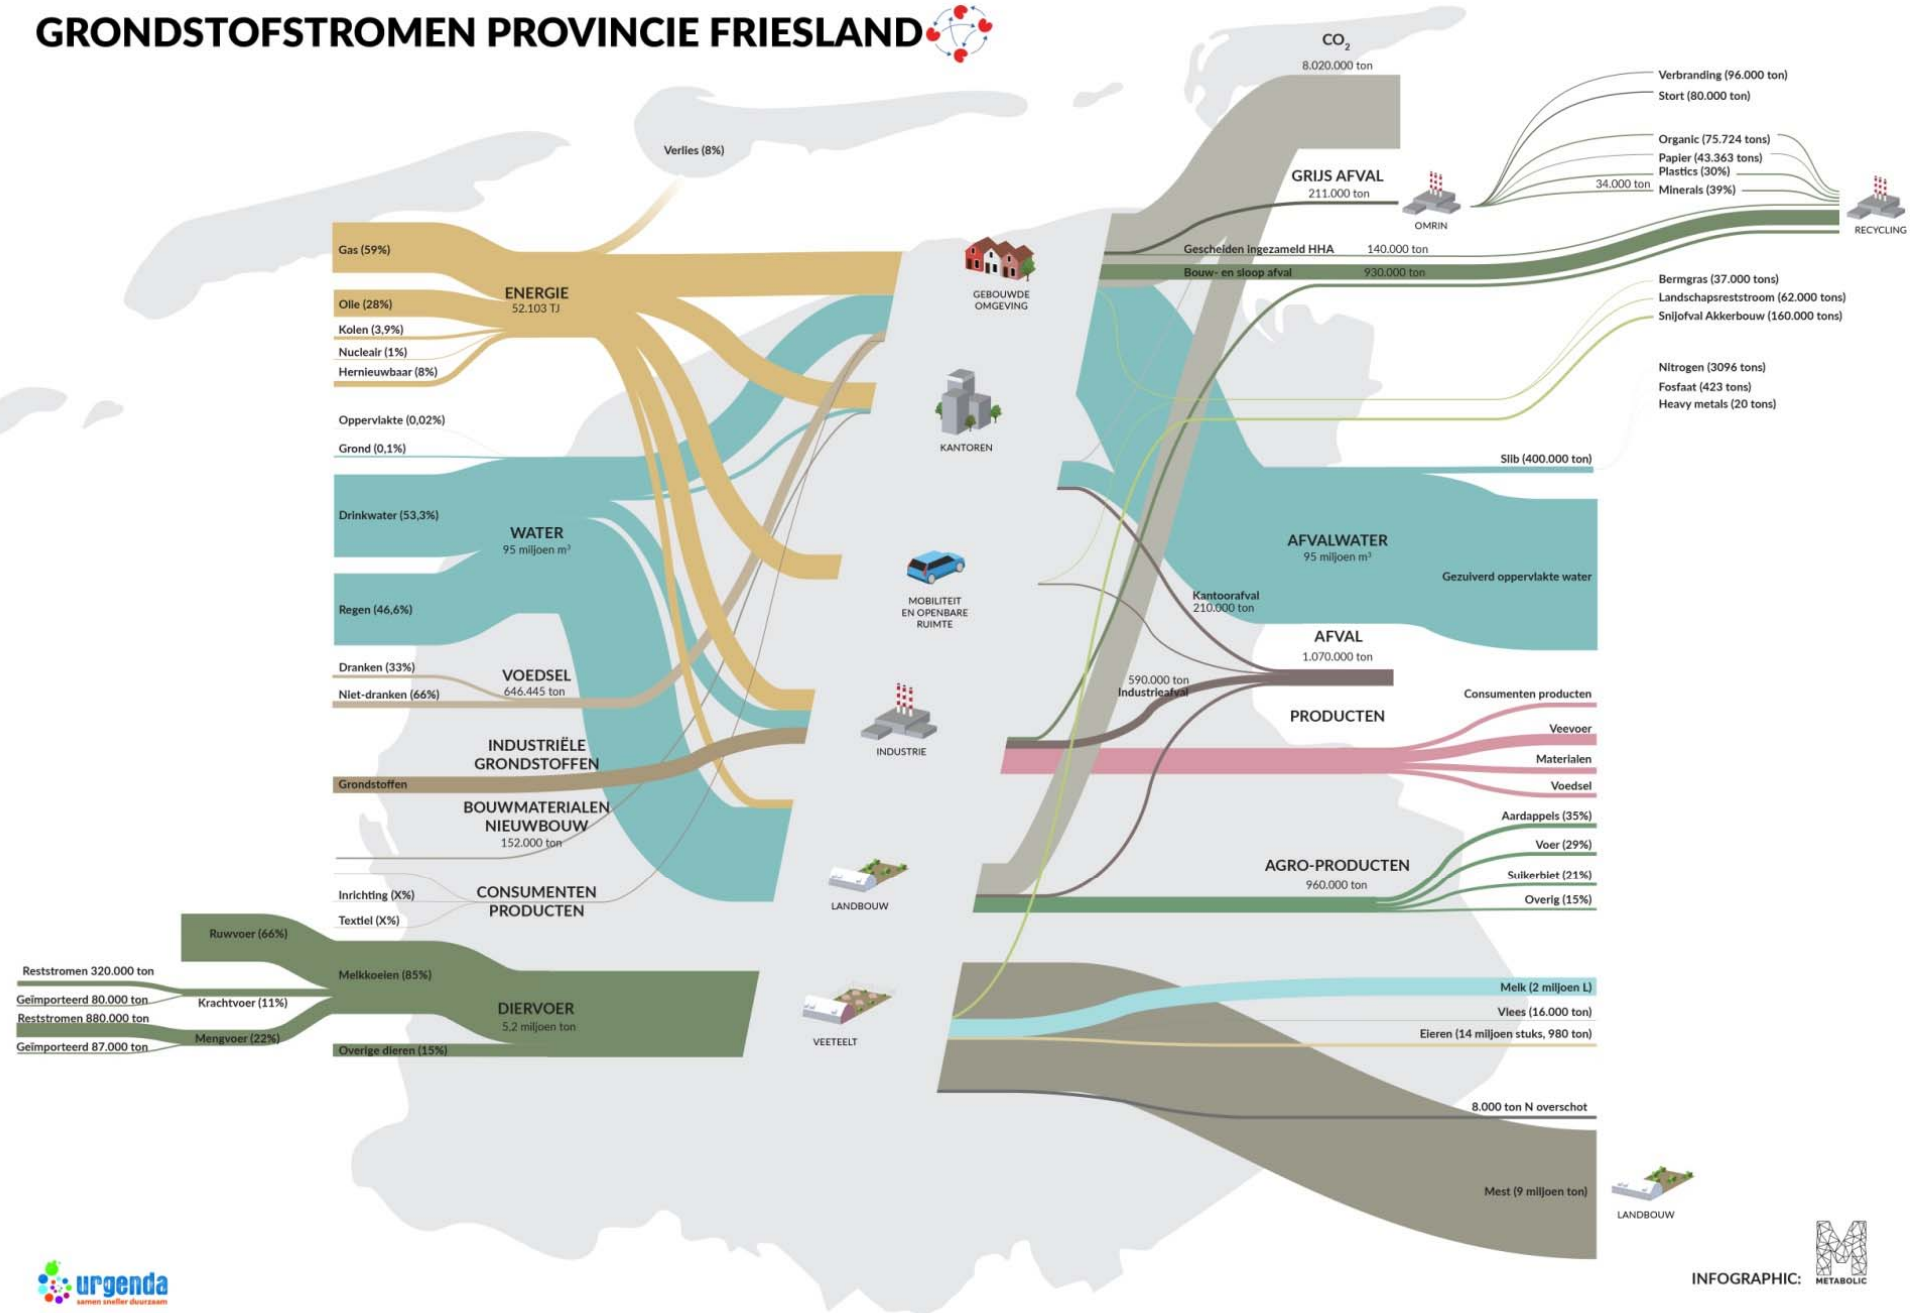 GRONDSTOFSTROMEN PROVINCIE FRIESLAND
Verlies (8%)
Gas (59%)
Olie (28%)
Kolen (3,9%)
Nucleair (1%)
Hernieuwbaar (8%)
ENERGIE
52.103 TJ
Oppervlakte (0,02%)
Grond (0,1%)
Drinkwater (53,3%)
Regen (46,6%)
WATER
95 miljoen m³
Dranken (33%)
Niet-dranken (66%)
VOEDSEL
646.445 ton
INDUSTRIËLE
GRONDSTOFFEN
Grondstoffen
BOUWMATERIALEN
NIEUWBOUW
152.000 ton
Inrichting (X%)
Textiel (X%)
CONSUMENTEN
PRODUCTEN
Ruwvoer (66%)
Reststromen 320.000 ton
Geïmporteerd 80.000 ton
Reststromen 880.000 ton
Geïmporteerd 87.000 ton
Krachtvoer (11%)
Mengvoer (22%)
Melkkoeien (85%)
Overige dieren (15%)
DIERVOER
5,2 miljoen ton
GEBOUWDE
OMGEVING
KANTOREN
MOBILITEIT
EN OPENBARE
RUIMTE
INDUSTRIE
LANDBOUW
VEETEELT
CO₂
8.020.000 ton
GRIJS AFVAL
211.000 ton
OMRIN
Verbranding (96.000 ton)
Stort (80.000 ton)
Organic (75.724 tons)
Papier (43.363 tons)
Plastics (30%)
34.000 ton
Minerals (39%)
RECYCLING
Gescheiden ingezameld HHA
140.000 ton
Bouw- en sloop afval
930.000 ton
Bermgras (37.000 tons)
Landschapsreststroom (62.000 tons)
Snijofval Akkerbouw (160.000 tons)
Nitrogen (3096 tons)
Fosfaat (423 tons)
Heavy metals (20 tons)
Slib (400.000 ton)
AFVALWATER
95 miljoen m³
Gezuiverd oppervlakte water
Kantoorafval
210.000 ton
AFVAL
1.070.000 ton
590.000 ton
Industrieafval
PRODUCTEN
Consumenten producten
Veevoer
Materialen
Voedsel
AGRO-PRODUCTEN
960.000 ton
Aardappels (35%)
Voer (29%)
Suikerbiet (21%)
Overig (15%)
Melk (2 miljoen L)
Vlees (16.000 ton)
Eieren (14 miljoen stuks, 980 ton)
8.000 ton N overschot
Mest (9 miljoen ton)
LANDBOUW
urgenda
samen sneller duurzaam
INFOGRAPHIC:
METABOLIC